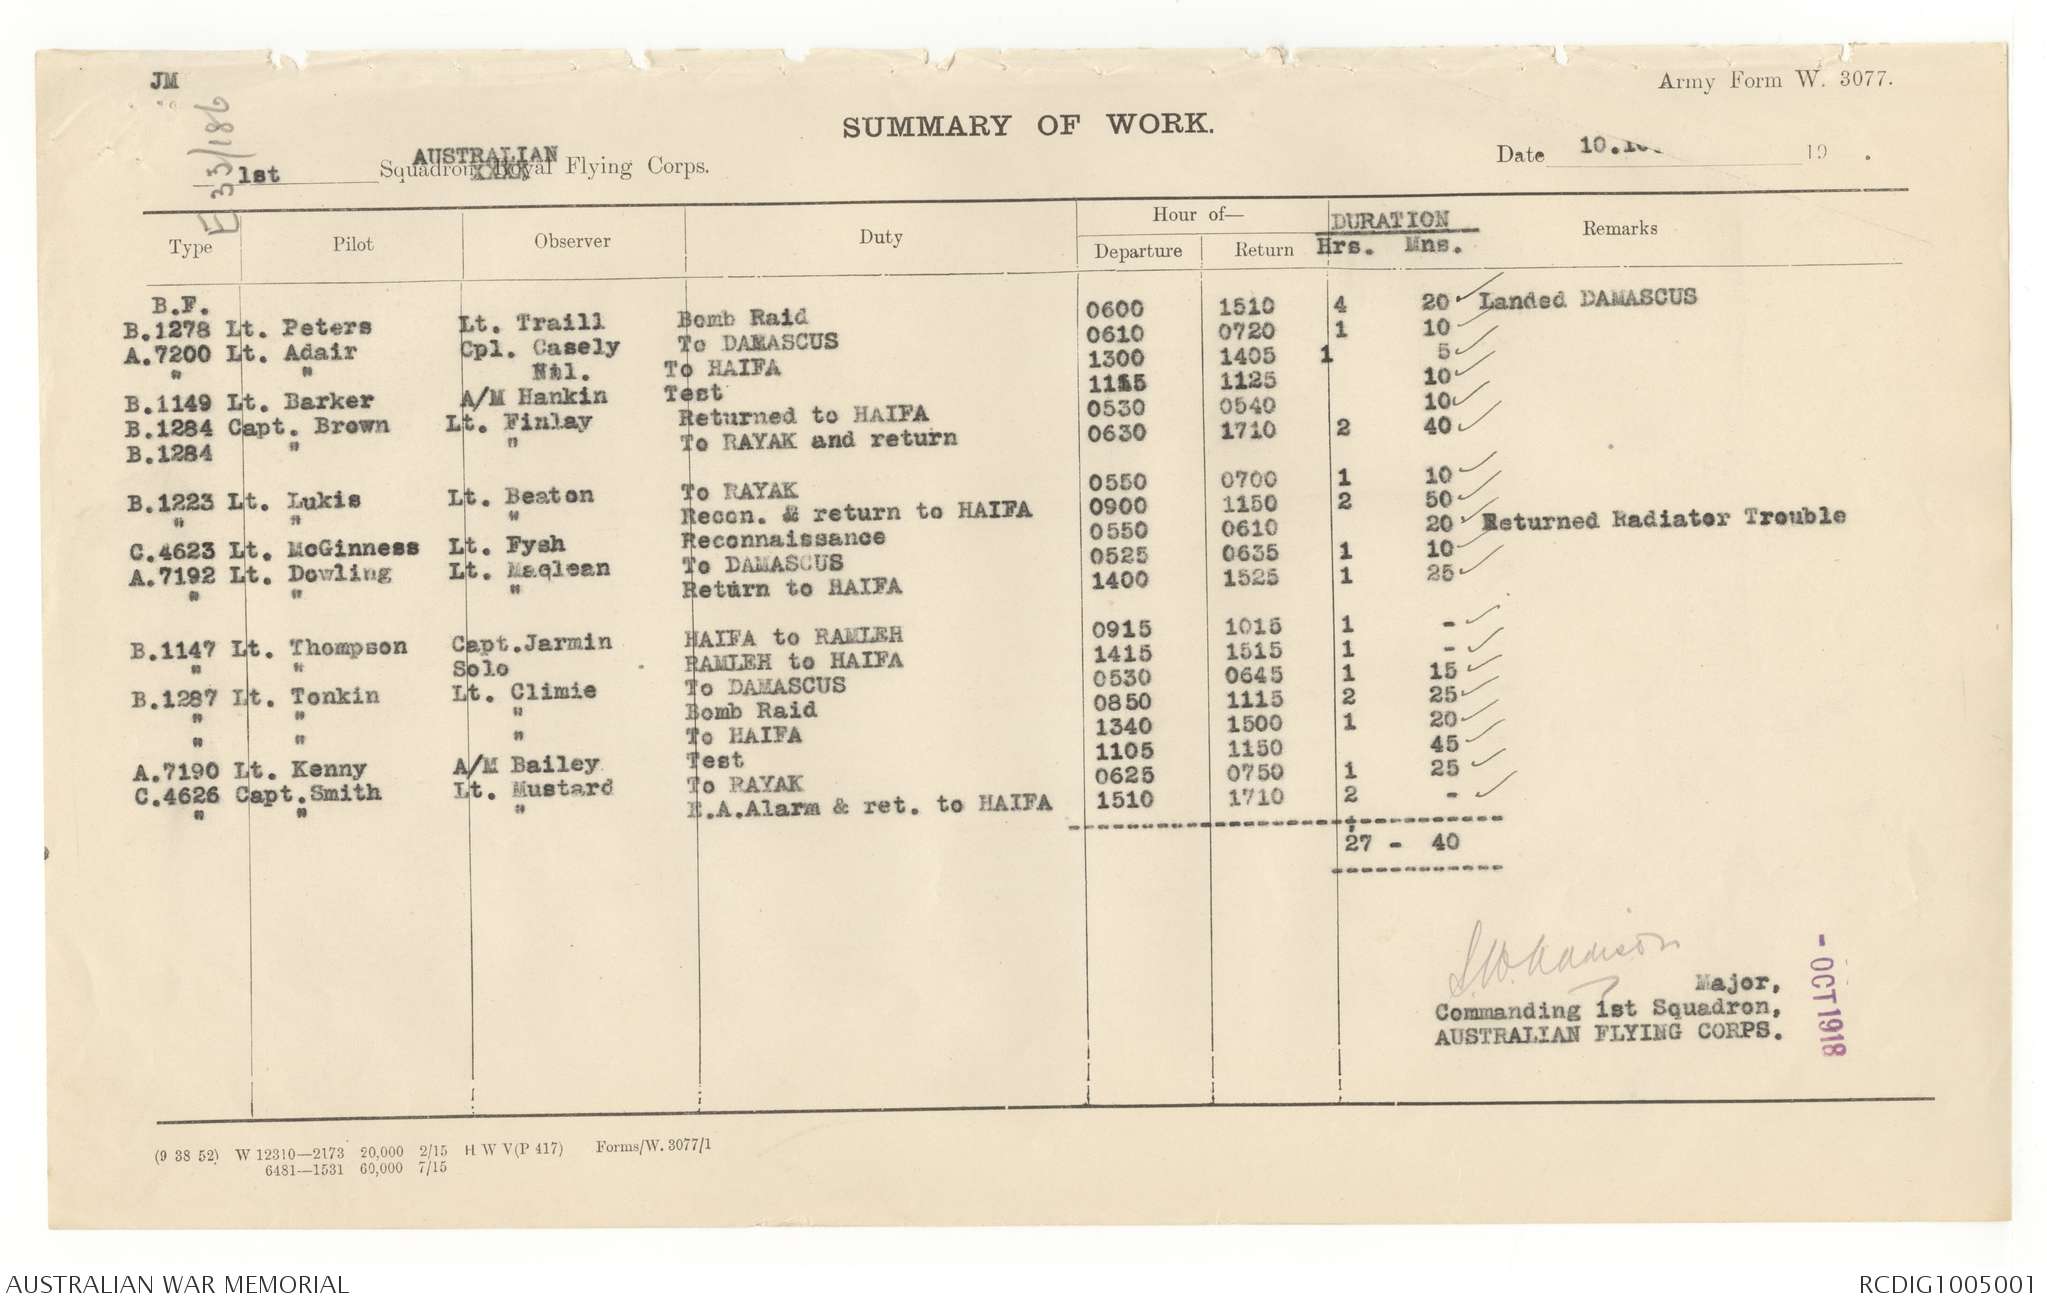 JM
Army Form W. 3077.
E 33/186
SUMMARY OF WORK.
AUSTRALIAN
1st Squadron Royal Flying Corps.
Date 10.10. 19 .
Type Pilot Observer Duty Hour of— Departure Return DURATION Hrs. Mns. Remarks
B.F.
B.1278 Lt. Peters Lt. Traill Bomb Raid 0600 1510 4 20 Landed DAMASCUS
A.7200 Lt. Adair Cpl. Casely To DAMASCUS 0610 0720 1 10
" " Nil. To HAIFA 1300 1405 1 5
B.1149 Lt. Barker A/M Hankin Test 1115 1125 10
B.1284 Capt. Brown Lt. Finlay Returned to HAIFA 0530 0540 10
B.1284 " " To RAYAK and return 0630 1710 2 40
B.1223 Lt. Lukis Lt. Beaton To RAYAK 0550 0700 1 10
" " " Recon. & return to HAIFA 0900 1150 2 50
C.4623 Lt. McGinness Lt. Fysh Reconnaissance 0550 0610 20 Returned Radiator Trouble
A.7192 Lt. Dowling Lt. Maqlean To DAMASCUS 0525 0635 1 10
" " " Return to HAIFA 1400 1525 1 25
B.1147 Lt. Thompson Capt.Jarmin HAIFA to RAMLEH 0915 1015 1 -
" " Solo RAMLEH to HAIFA 1415 1515 1 -
B.1287 Lt. Tonkin Lt. Climie To DAMASCUS 0530 0645 1 15
" " " Bomb Raid 0850 1115 2 25
" " " To HAIFA 1340 1500 1 20
A.7190 Lt. Kenny A/M Bailey Test 1105 1150 45
C.4626 Capt.Smith Lt. Mustard To RAYAK 0625 0750 1 25
" " " E.A.Alarm & ret. to HAIFA 1510 1710 2 -
27 - 40
S.W.Addison
Major,
Commanding 1st Squadron,
AUSTRALIAN FLYING CORPS.
- OCT 1918
(9 38 52) W 12310—2173 20,000 2/15 H W V(P 417) Forms/W. 3077/1
6481—1531 60,000 7/15
AUSTRALIAN WAR MEMORIAL
RCDIG1005001